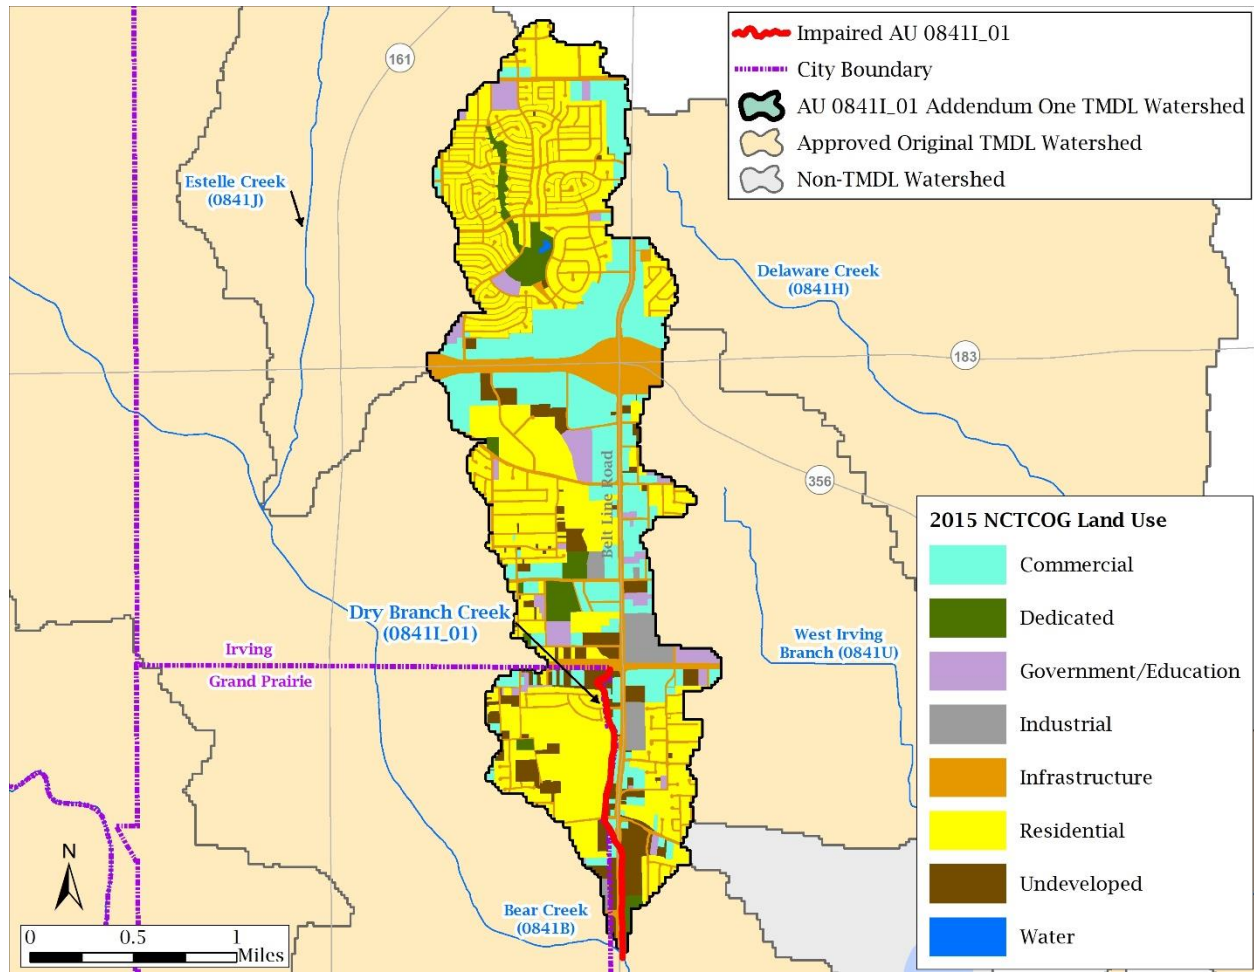 Impaired AU 0841I_01
City Boundary
AU 0841I_01 Addendum One TMDL Watershed
Approved Original TMDL Watershed
Non-TMDL Watershed
161
Estelle Creek
(0841J)
Delaware Creek
(0841H)
183
356
Belt Line Road
Dry Branch Creek
(0841I_01)
West Irving
Branch (0841U)
Irving
Grand Prairie
Bear Creek
(0841B)
N
0 0.5 1
Miles
2015 NCTCOG Land Use
Commercial
Dedicated
Government/Education
Industrial
Infrastructure
Residential
Undeveloped
Water